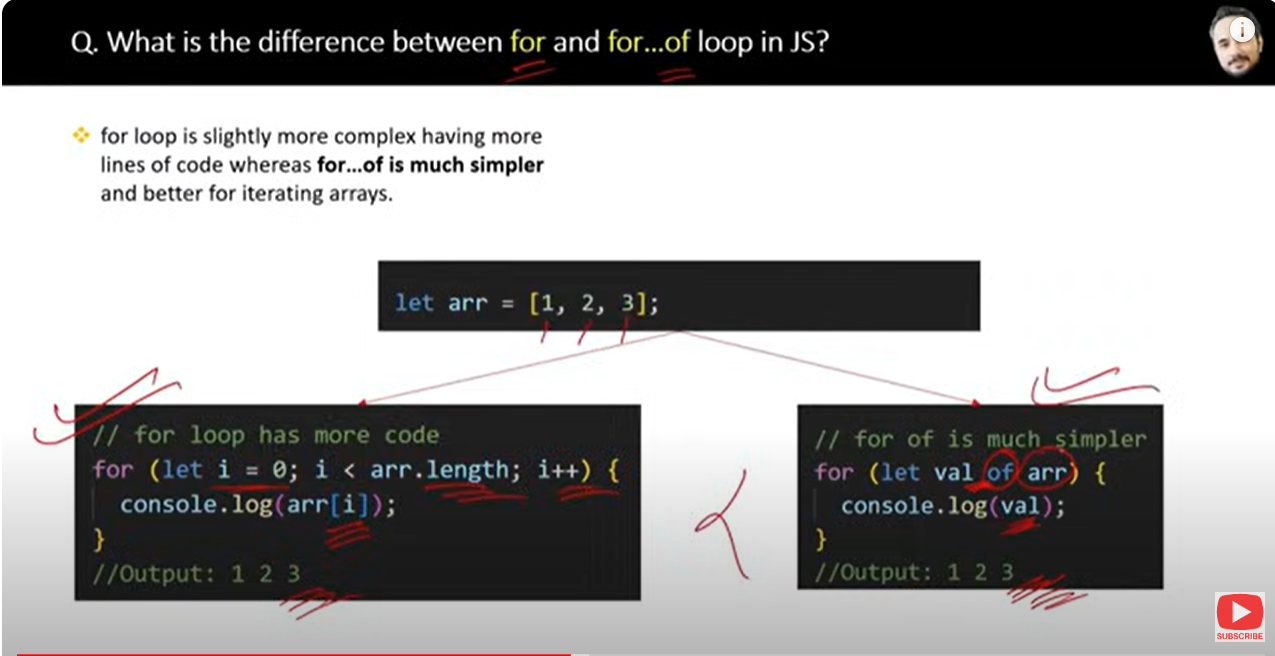 Q. What is the difference between for and for...of loop in JS?
for loop is slightly more complex having more
lines of code whereas for...of is much simpler
and better for iterating arrays.
let arr = [1, 2, 3];
// for loop has more code
for (let i = 0; i < arr.length; i++) {
  console.log(arr[i]);
}
//Output: 1 2 3
// for of is much simpler
for (let val of arr) {
  console.log(val);
}
//Output: 1 2 3
SUBSCRIBE